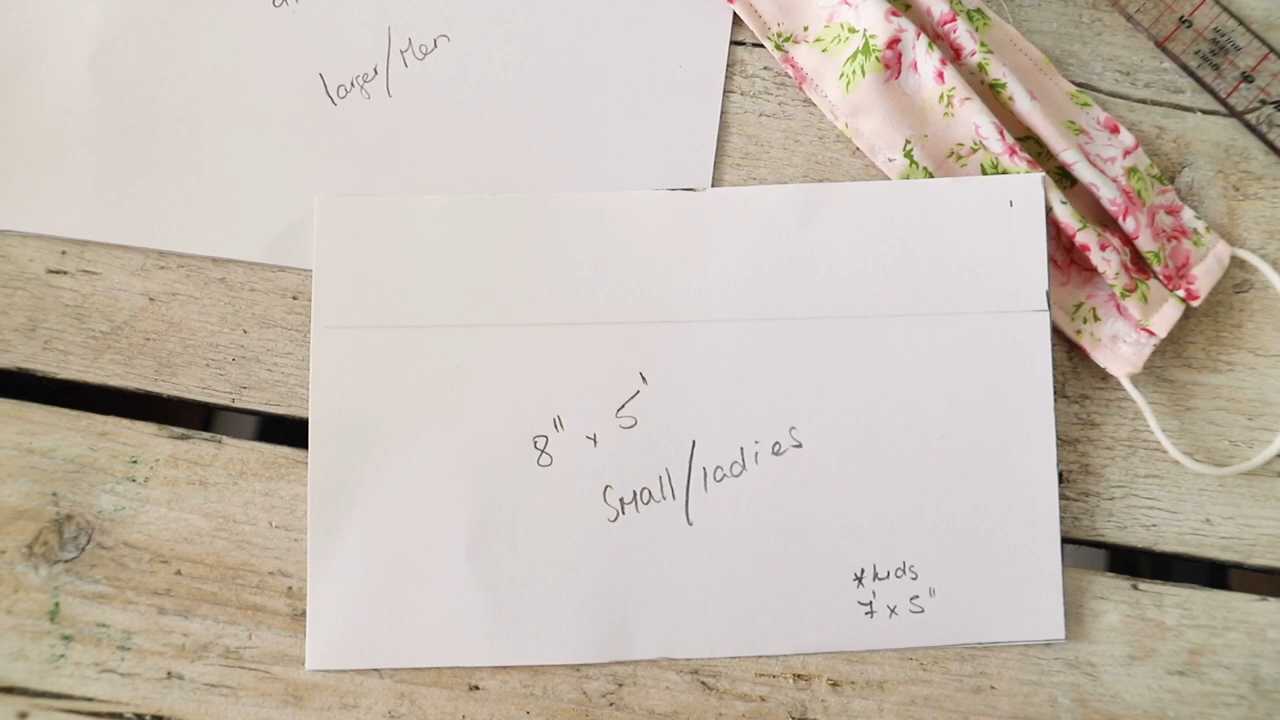 larger/Men
8" x 5"
Small/ladies
*kids
7" x 5"